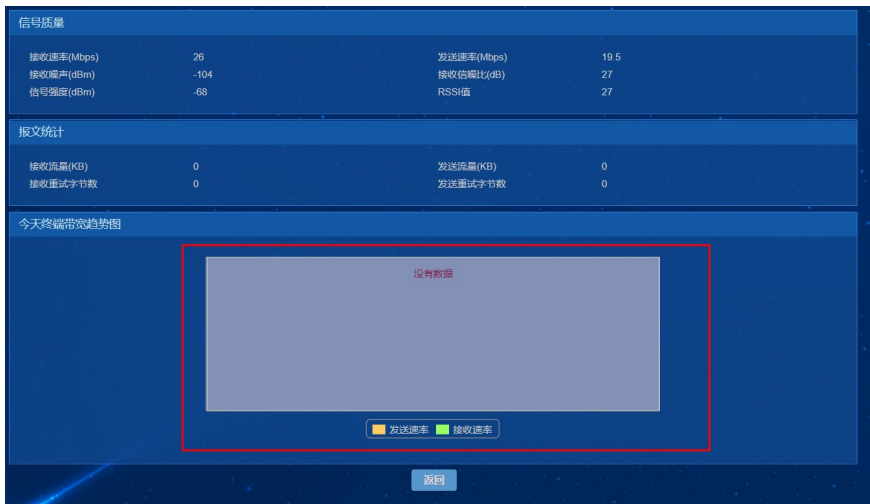 信号质量
接收速率(Mbps) 26 发送速率(Mbps) 19.5
接收噪声(dBm) -104 接收信噪比(dB) 27
信号强度(dBm) -68 RSSI值 27
报文统计
接收流量(KB) 0 发送流量(KB) 0
接收重试字节数 0 发送重试字节数 0
今天终端带宽趋势图
没有数据
发送速率 接收速率
返回